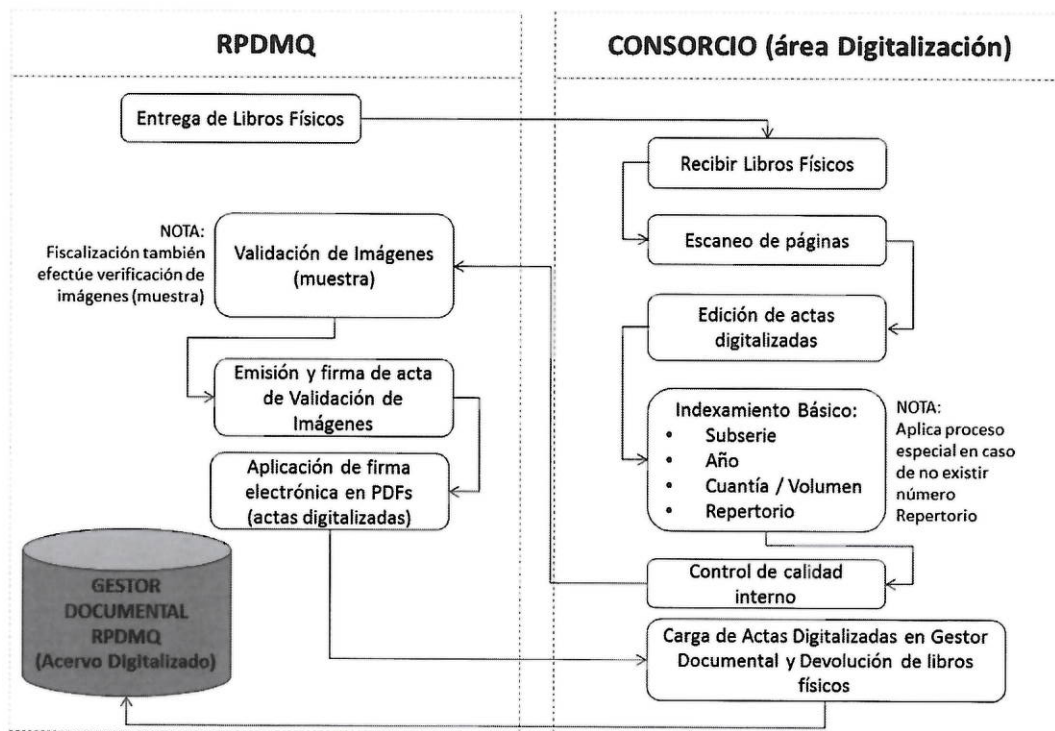 RPDMQ
CONSORCIO (área Digitalización)
Entrega de Libros Físicos
Recibir Libros Físicos
Escaneo de páginas
Edición de actas
digitalizadas
Indexamiento Básico:
• Subserie
• Año
• Cuantía / Volumen
• Repertorio
NOTA:
Aplica proceso
especial en caso
de no existir
número
Repertorio
Control de calidad
interno
NOTA:
Fiscalización también
efectúe verificación de
imágenes (muestra)
Validación de Imágenes
(muestra)
Emisión y firma de acta
de Validación de
Imágenes
Aplicación de firma
electrónica en PDFs
(actas digitalizadas)
Carga de Actas Digitalizadas en Gestor
Documental y Devolución de libros
físicos
GESTOR
DOCUMENTAL
RPDMQ
(Acervo Digitalizado)